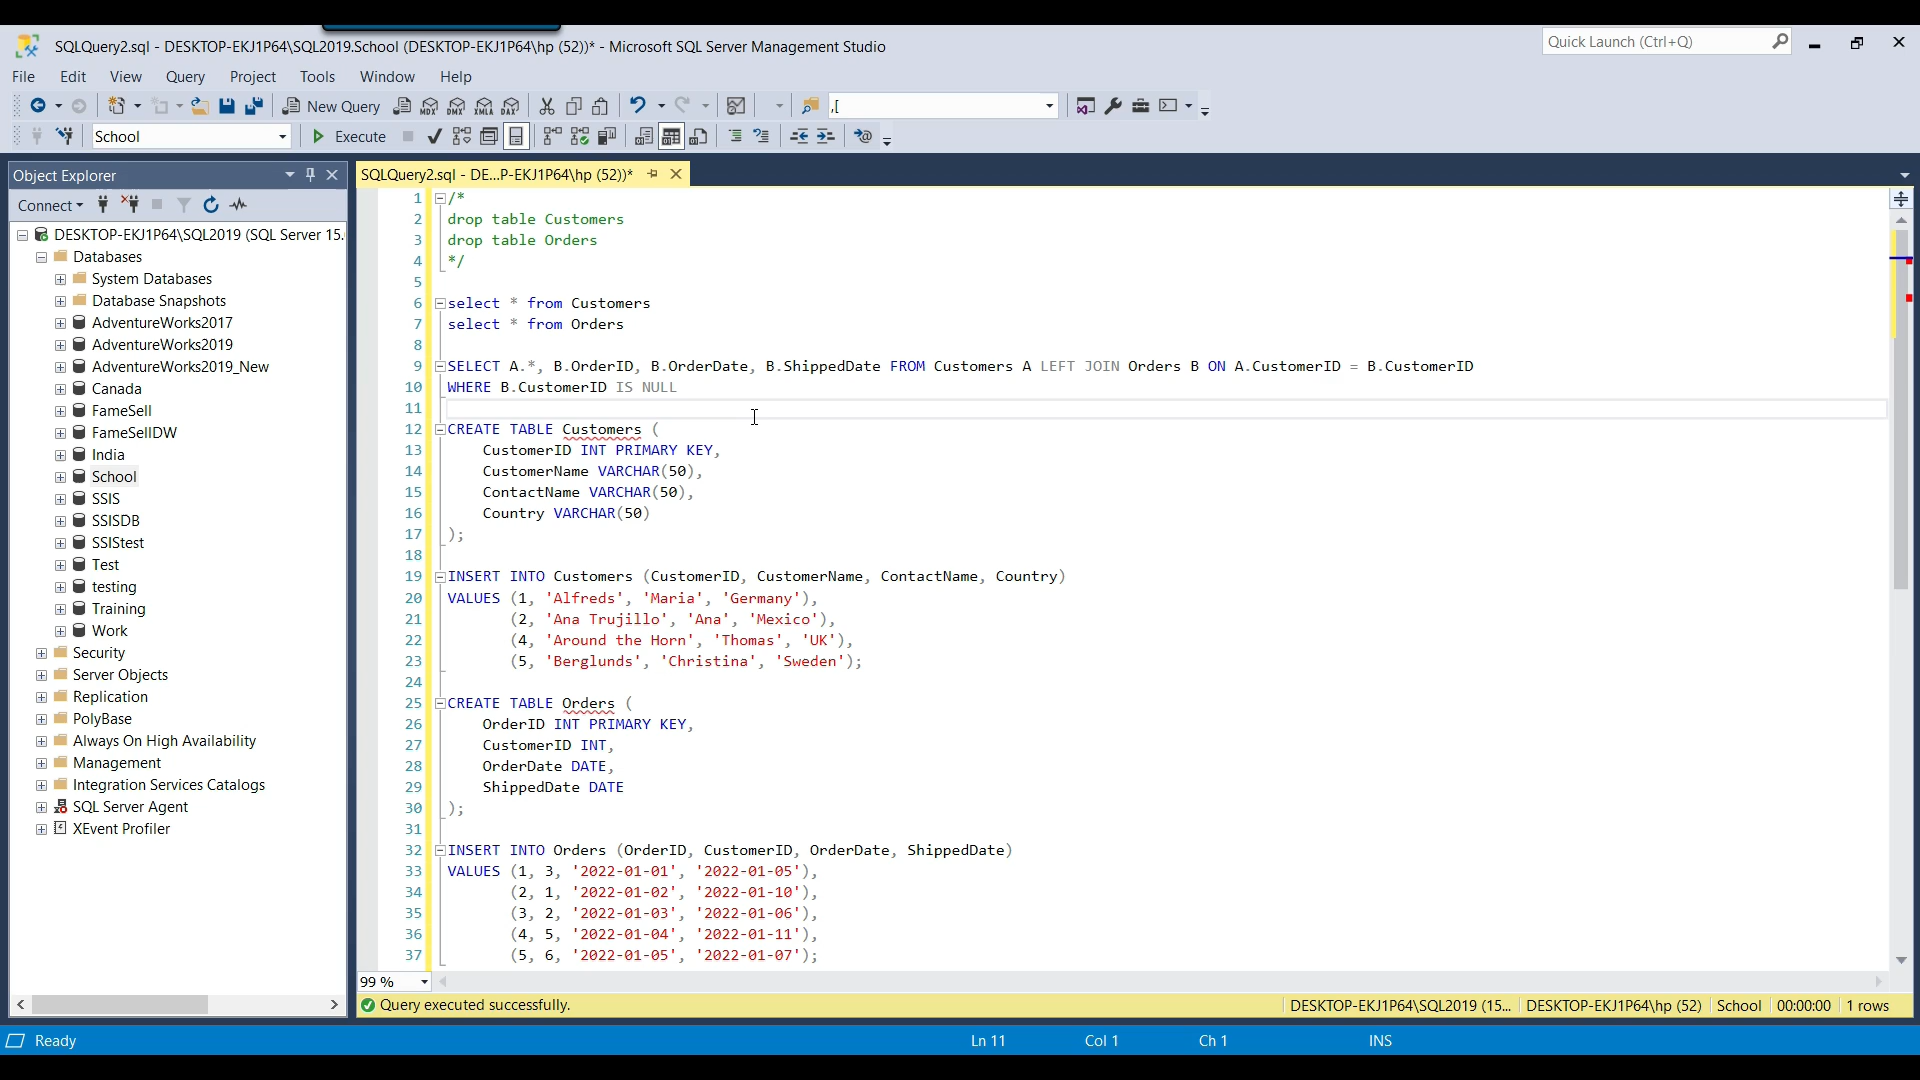 SQLQuery2.sql - DESKTOP-EKJ1P64\SQL2019.School (DESKTOP-EKJ1P64\hp (52))* - Microsoft SQL Server Management Studio
Quick Launch (Ctrl+Q)
File Edit View Query Project Tools Window Help
New Query MDX DMX XMLA DAX ,[
School Execute
Object Explorer
SQLQuery2.sql - DE...P-EKJ1P64\hp (52))*
Connect
DESKTOP-EKJ1P64\SQL2019 (SQL Server 15.
Databases
System Databases
Database Snapshots
AdventureWorks2017
AdventureWorks2019
AdventureWorks2019_New
Canada
FameSell
FameSellDW
India
School
SSIS
SSISDB
SSIStest
Test
testing
Training
Work
Security
Server Objects
Replication
PolyBase
Always On High Availability
Management
Integration Services Catalogs
SQL Server Agent
XEvent Profiler
1 /*
2 drop table Customers
3 drop table Orders
4 */
5
6 select * from Customers
7 select * from Orders
8
9 SELECT A.*, B.OrderID, B.OrderDate, B.ShippedDate FROM Customers A LEFT JOIN Orders B ON A.CustomerID = B.CustomerID
10 WHERE B.CustomerID IS NULL
11
12 CREATE TABLE Customers (
13 CustomerID INT PRIMARY KEY,
14 CustomerName VARCHAR(50),
15 ContactName VARCHAR(50),
16 Country VARCHAR(50)
17 );
18
19 INSERT INTO Customers (CustomerID, CustomerName, ContactName, Country)
20 VALUES (1, 'Alfreds', 'Maria', 'Germany'),
21 (2, 'Ana Trujillo', 'Ana', 'Mexico'),
22 (4, 'Around the Horn', 'Thomas', 'UK'),
23 (5, 'Berglunds', 'Christina', 'Sweden');
24
25 CREATE TABLE Orders (
26 OrderID INT PRIMARY KEY,
27 CustomerID INT,
28 OrderDate DATE,
29 ShippedDate DATE
30 );
31
32 INSERT INTO Orders (OrderID, CustomerID, OrderDate, ShippedDate)
33 VALUES (1, 3, '2022-01-01', '2022-01-05'),
34 (2, 1, '2022-01-02', '2022-01-10'),
35 (3, 2, '2022-01-03', '2022-01-06'),
36 (4, 5, '2022-01-04', '2022-01-11'),
37 (5, 6, '2022-01-05', '2022-01-07');
99 %
Query executed successfully. DESKTOP-EKJ1P64\SQL2019 (15... DESKTOP-EKJ1P64\hp (52) School 00:00:00 1 rows
Ready Ln 11 Col 1 Ch 1 INS